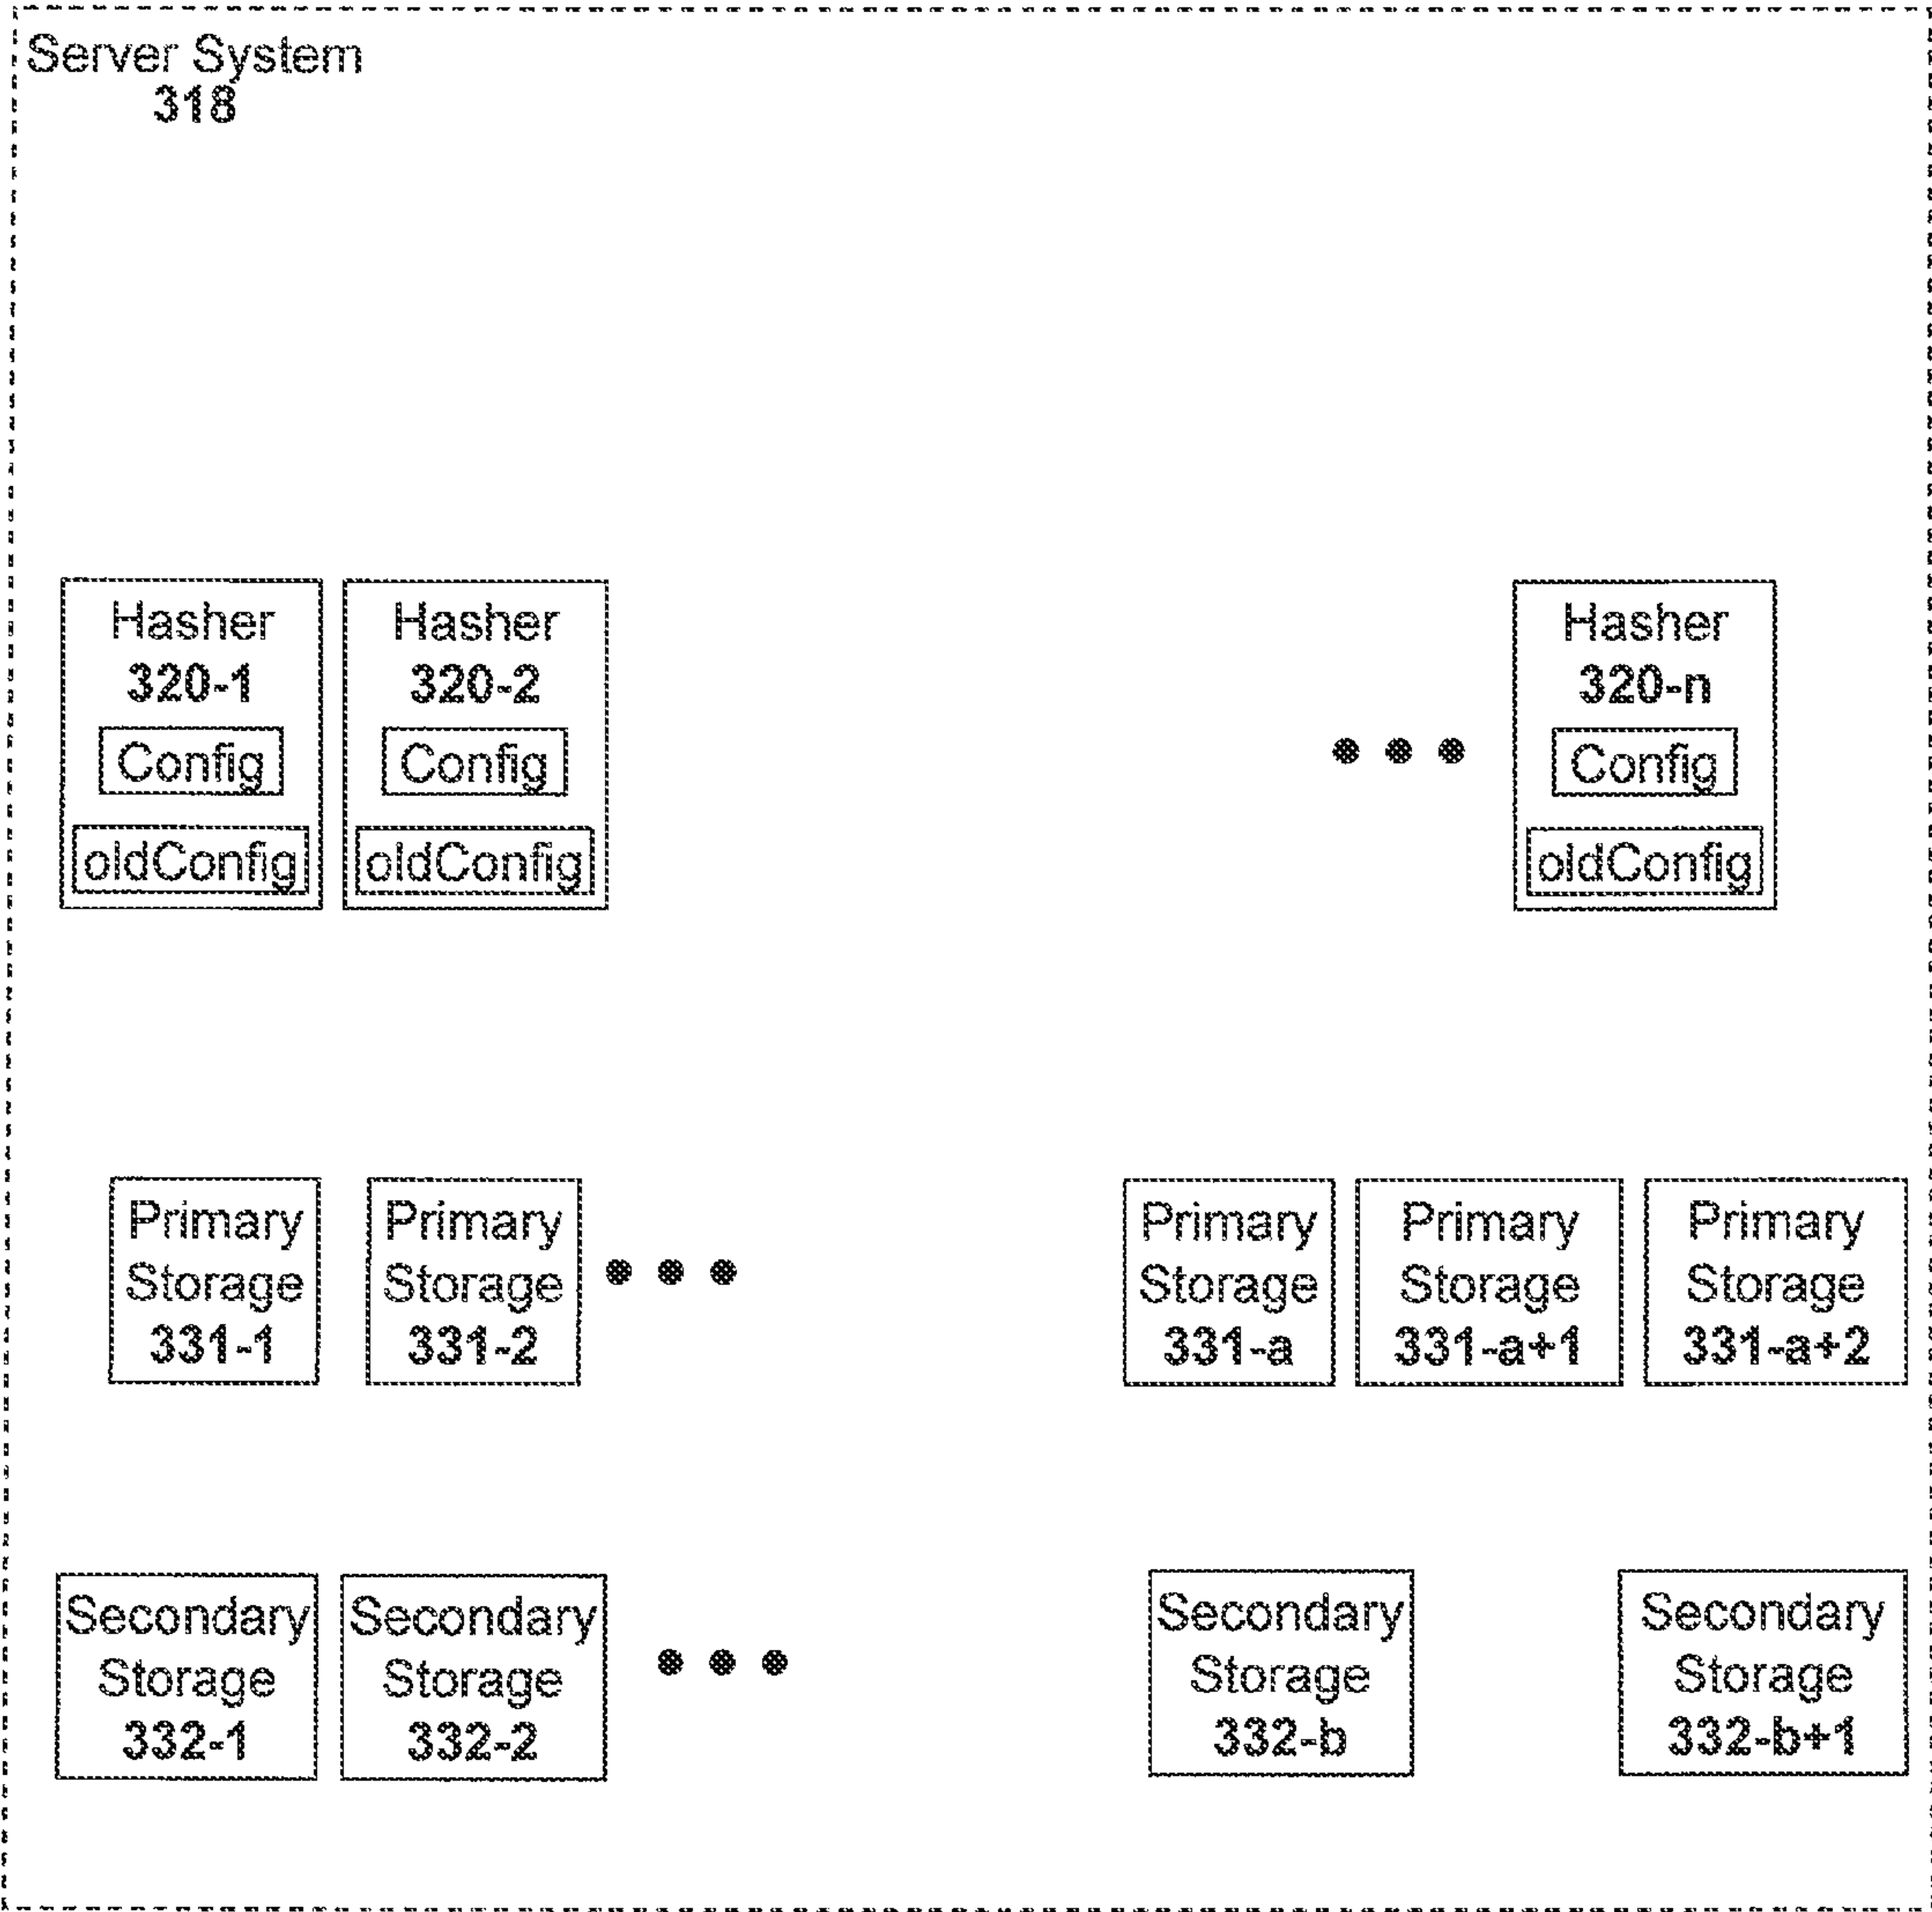 Server System
318
Hasher
320-1
Config
oldConfig
Hasher
320-2
Config
oldConfig
Hasher
320-n
Config
oldConfig
Primary
Storage
331-1
Primary
Storage
331-2
Primary
Storage
331-a
Primary
Storage
331-a+1
Primary
Storage
331-a+2
Secondary
Storage
332-1
Secondary
Storage
332-2
Secondary
Storage
332-b
Secondary
Storage
332-b+1